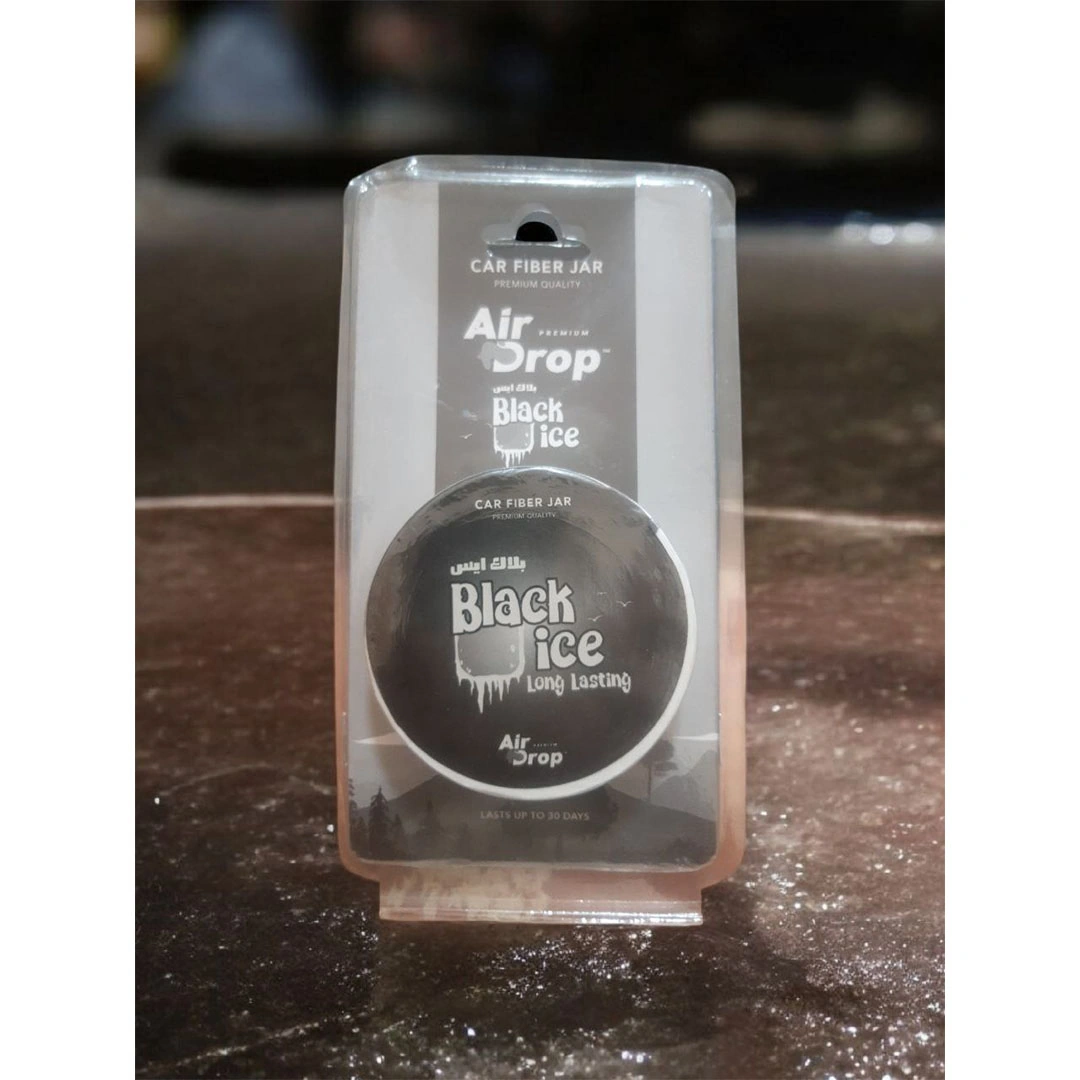 CAR FIBER JAR
PREMIUM QUALITY
Air PREMIUM
Drop™
بلاك ايس
Black
ice
CAR FIBER JAR
PREMIUM QUALITY
بلاك ايس
Black
ice
Long Lasting
Air PREMIUM
Drop™
LASTS UP TO 30 DAYS